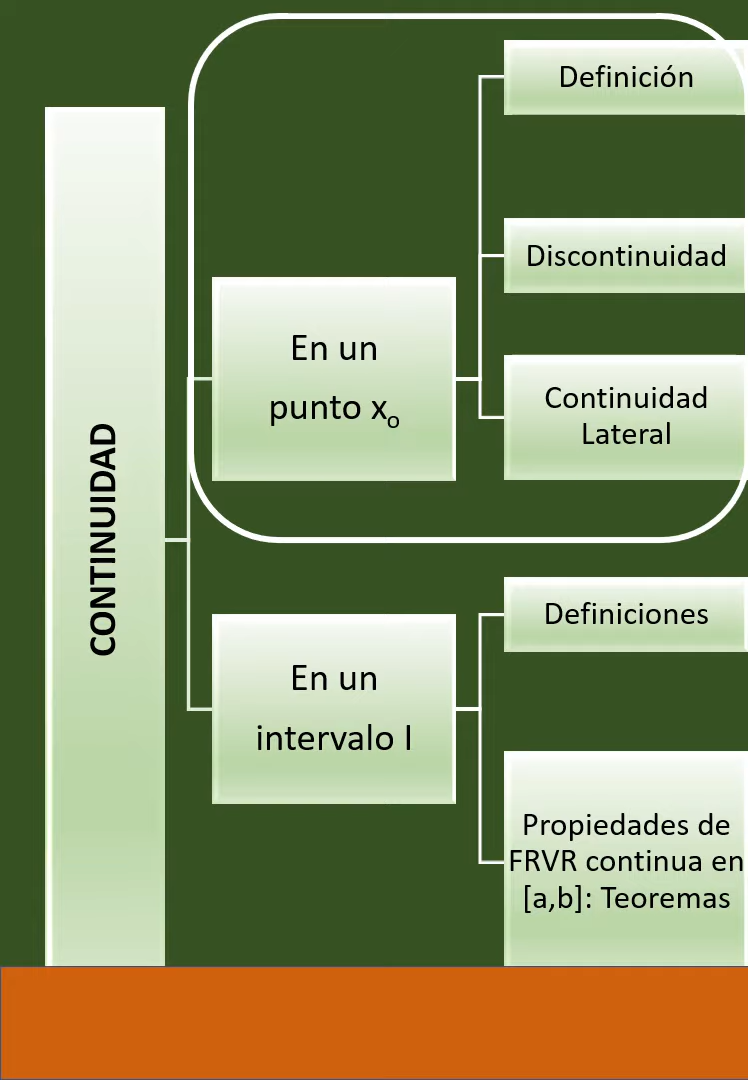 CONTINUIDAD
En un
punto xₒ
Definición
Discontinuidad
Continuidad
Lateral
En un
intervalo I
Definiciones
Propiedades de
FRVR continua en
[a,b]: Teoremas